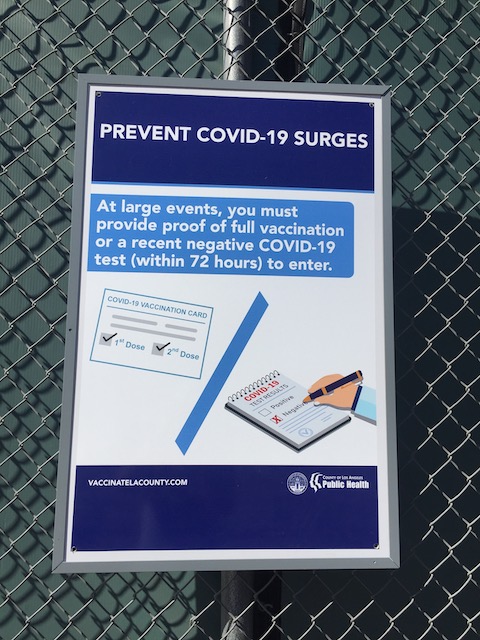 PREVENT COVID-19 SURGES
At large events, you must
provide proof of full vaccination
or a recent negative COVID-19
test (within 72 hours) to enter.
COVID-19 VACCINATION CARD
1st Dose
2nd Dose
COVID-19
TEST RESULTS
Positive
Negati
VACCINATELACOUNTY.COM
COUNTY OF LOS ANGELES
Public Health